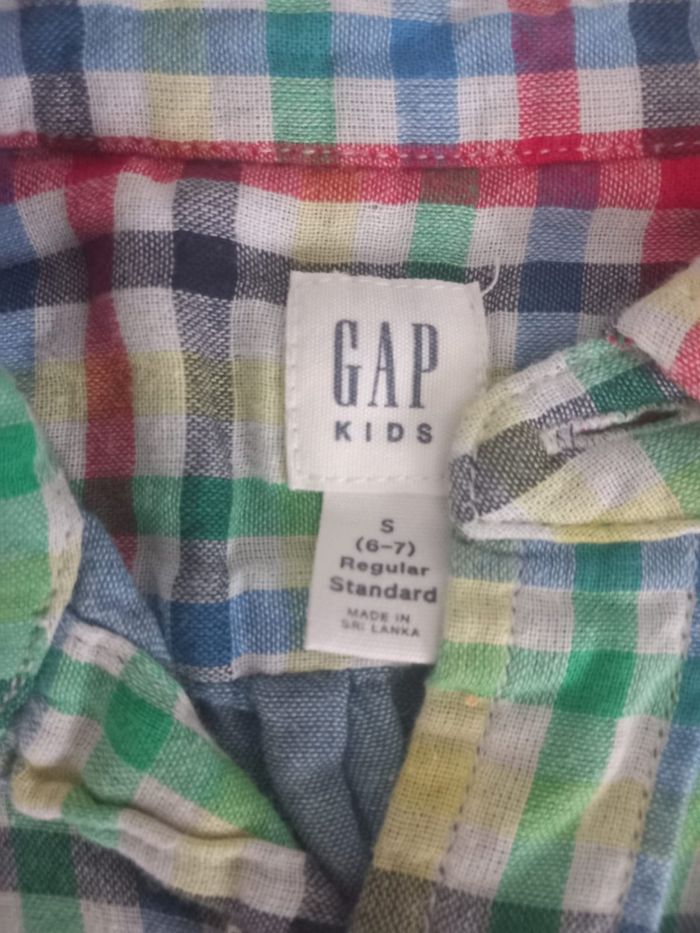 GAP
KIDS
S
(6-7)
Regular
Standard
MADE IN
SRI LANKA